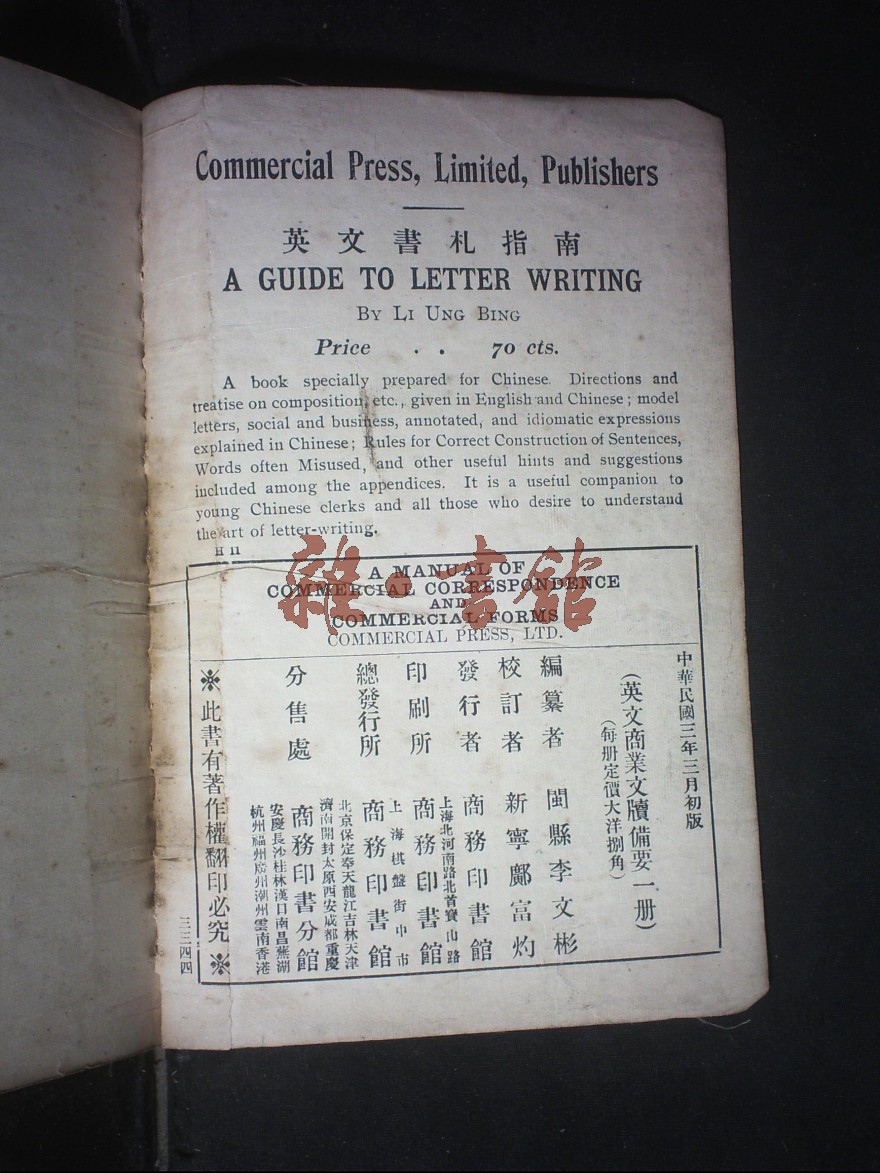 Commercial Press, Limited, Publishers
英文書札指南
A GUIDE TO LETTER WRITING
BY LI UNG BING
Price . . 70 cts.
A book specially prepared for Chinese. Directions and
treatise on composition, etc., given in English and Chinese; model
letters, social and business, annotated, and idiomatic expressions
explained in Chinese; Rules for Correct Construction of Sentences,
Words often Misused, and other useful hints and suggestions
included among the appendices. It is a useful companion to
young Chinese clerks and all those who desire to understand
the art of letter-writing.
H 11
A MANUAL OF
COMMERCIAL CORRESPONDENCE
AND
COMMERCIAL FORMS
COMMERCIAL PRESS, LTD.
雜·書館
中華民國三年三月初版
(英文商業文牘備要一册)
(每册定價大洋捌角)
編纂者 閩縣李文彬
校訂者 新寧鄺富灼
發行者 商務印書館
上海北河南路北首寶山路
印刷所 商務印書館
上海棋盤街中市
總發行所 商務印書館
北京保定奉天龍江吉林天津
濟南開封太原西安成都重慶
分售處 商務印書分館
安慶長沙桂林漢口南昌蕪湖
杭州福州廣州潮州雲南香港
※此書有著作權翻印必究※
三三四四